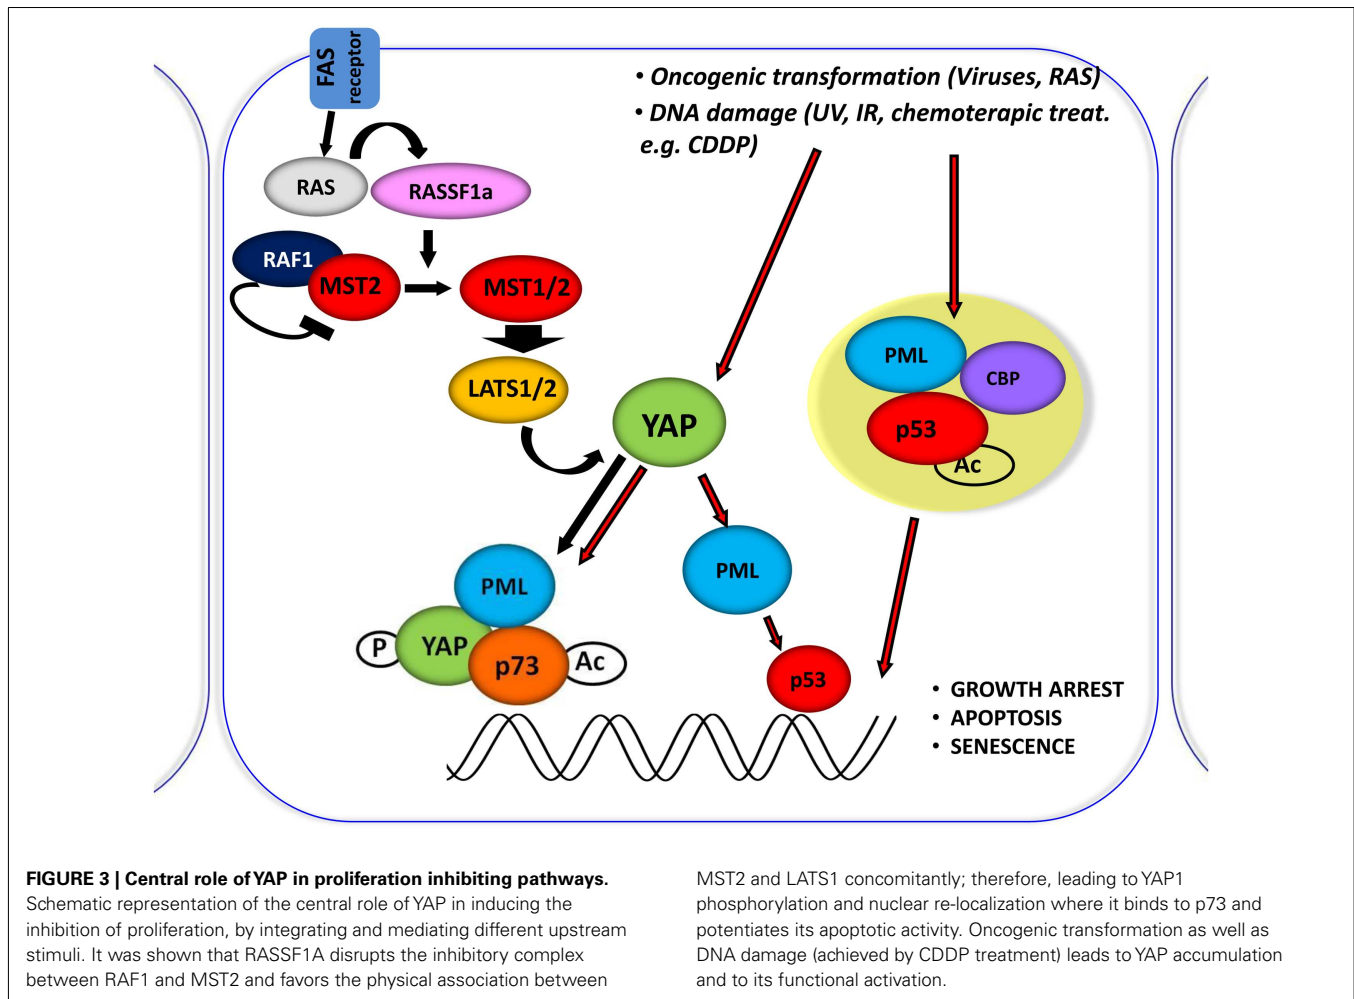 FAS
receptor
• Oncogenic transformation (Viruses, RAS)
• DNA damage (UV, IR, chemoterapic treat.
e.g. CDDP)
RAS
RASSF1a
RAF1
MST2
MST1/2
LATS1/2
YAP
PML
CBP
p53
Ac
PML
YAP
P
p73
Ac
PML
p53
• GROWTH ARREST
• APOPTOSIS
• SENESCENCE
FIGURE 3 | Central role of YAP in proliferation inhibiting pathways.
Schematic representation of the central role of YAP in inducing the
inhibition of proliferation, by integrating and mediating different upstream
stimuli. It was shown that RASSF1A disrupts the inhibitory complex
between RAF1 and MST2 and favors the physical association between
MST2 and LATS1 concomitantly; therefore, leading to YAP1
phosphorylation and nuclear re-localization where it binds to p73 and
potentiates its apoptotic activity. Oncogenic transformation as well as
DNA damage (achieved by CDDP treatment) leads to YAP accumulation
and to its functional activation.